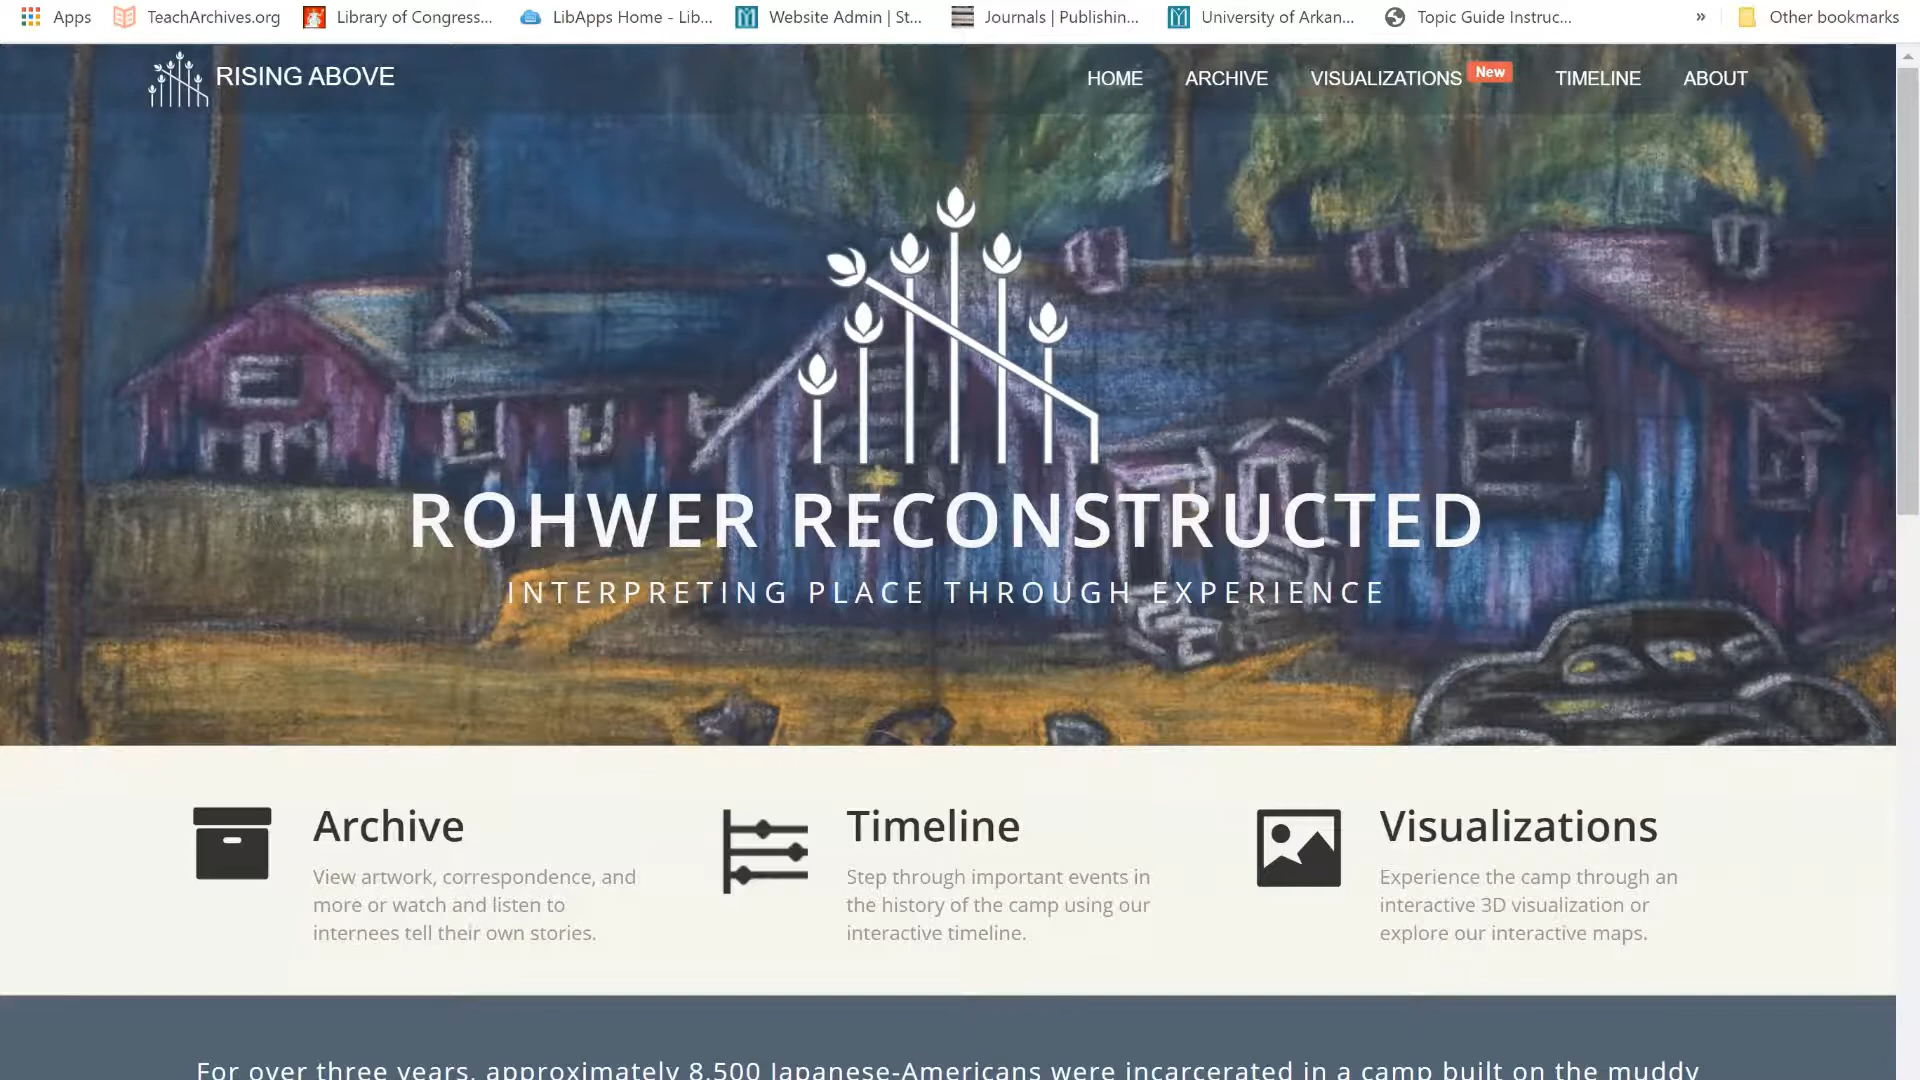 Apps TeachArchives.org Library of Congress... LibApps Home - Lib... Website Admin | St... Journals | Publishin... University of Arkan... Topic Guide Instruc... » Other bookmarks
RISING ABOVE HOME ARCHIVE VISUALIZATIONS New TIMELINE ABOUT
ROHWER RECONSTRUCTED
INTERPRETING PLACE THROUGH EXPERIENCE
Archive
View artwork, correspondence, and
more or watch and listen to
internees tell their own stories.
Timeline
Step through important events in
the history of the camp using our
interactive timeline.
Visualizations
Experience the camp through an
interactive 3D visualization or
explore our interactive maps.
For over three years, approximately 8,500 Japanese-Americans were incarcerated in a camp built on the muddy